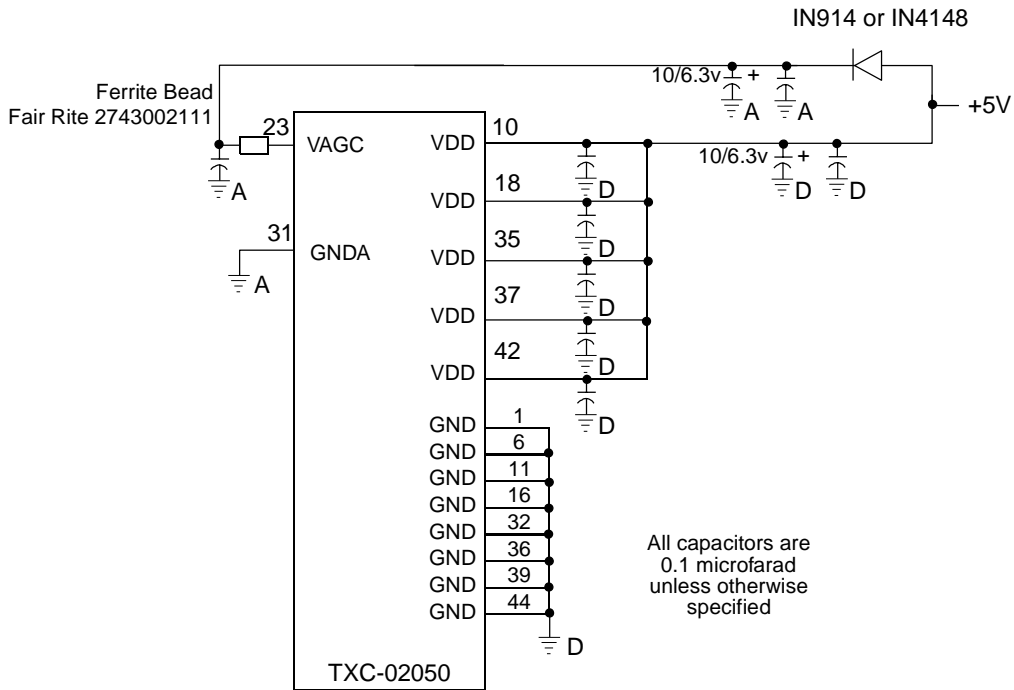 IN914 or IN4148
10/6.3v +
A A
+5V
Ferrite Bead
Fair Rite 2743002111
23
VAGC
A
VDD 10
10/6.3v +
D
D D
VDD 18
D
31
GNDA
A
VDD 35
D
VDD 37
D
VDD 42
D
GND 1
GND 6
GND 11
GND 16
GND 32
GND 36
GND 39
GND 44
D
All capacitors are
0.1 microfarad
unless otherwise
specified
TXC-02050